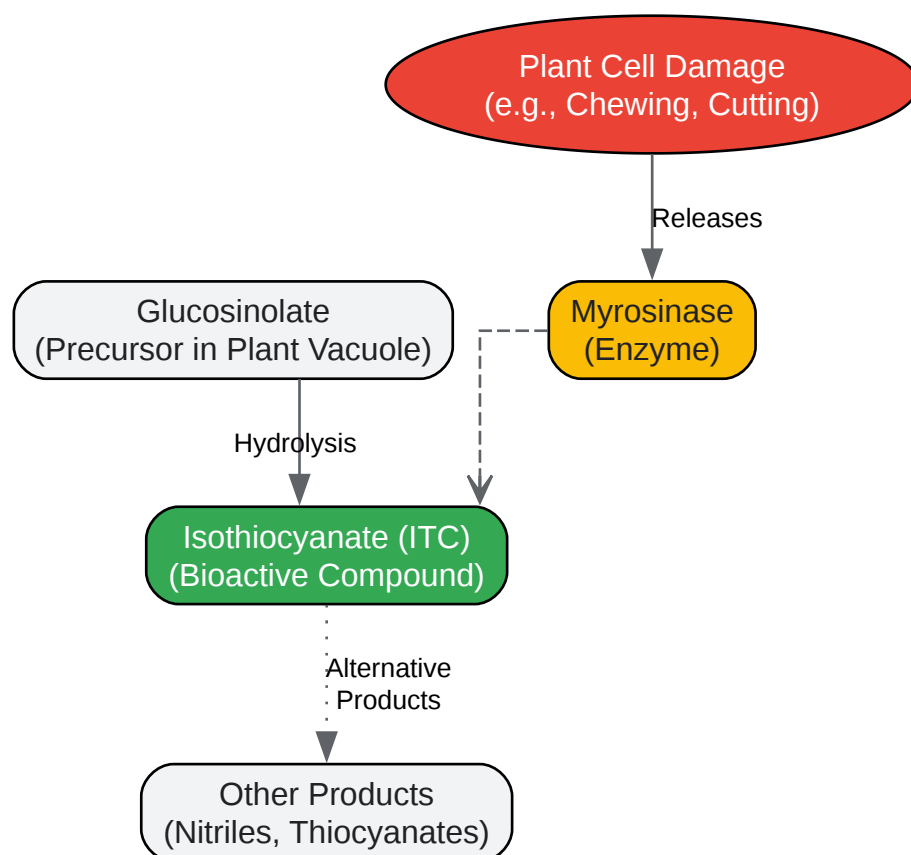 Plant Cell Damage
(e.g., Chewing, Cutting)
Releases
Glucosinolate
(Precursor in Plant Vacuole)
Myrosinase
(Enzyme)
Hydrolysis
Isothiocyanate (ITC)
(Bioactive Compound)
Alternative
Products
Other Products
(Nitriles, Thiocyanates)